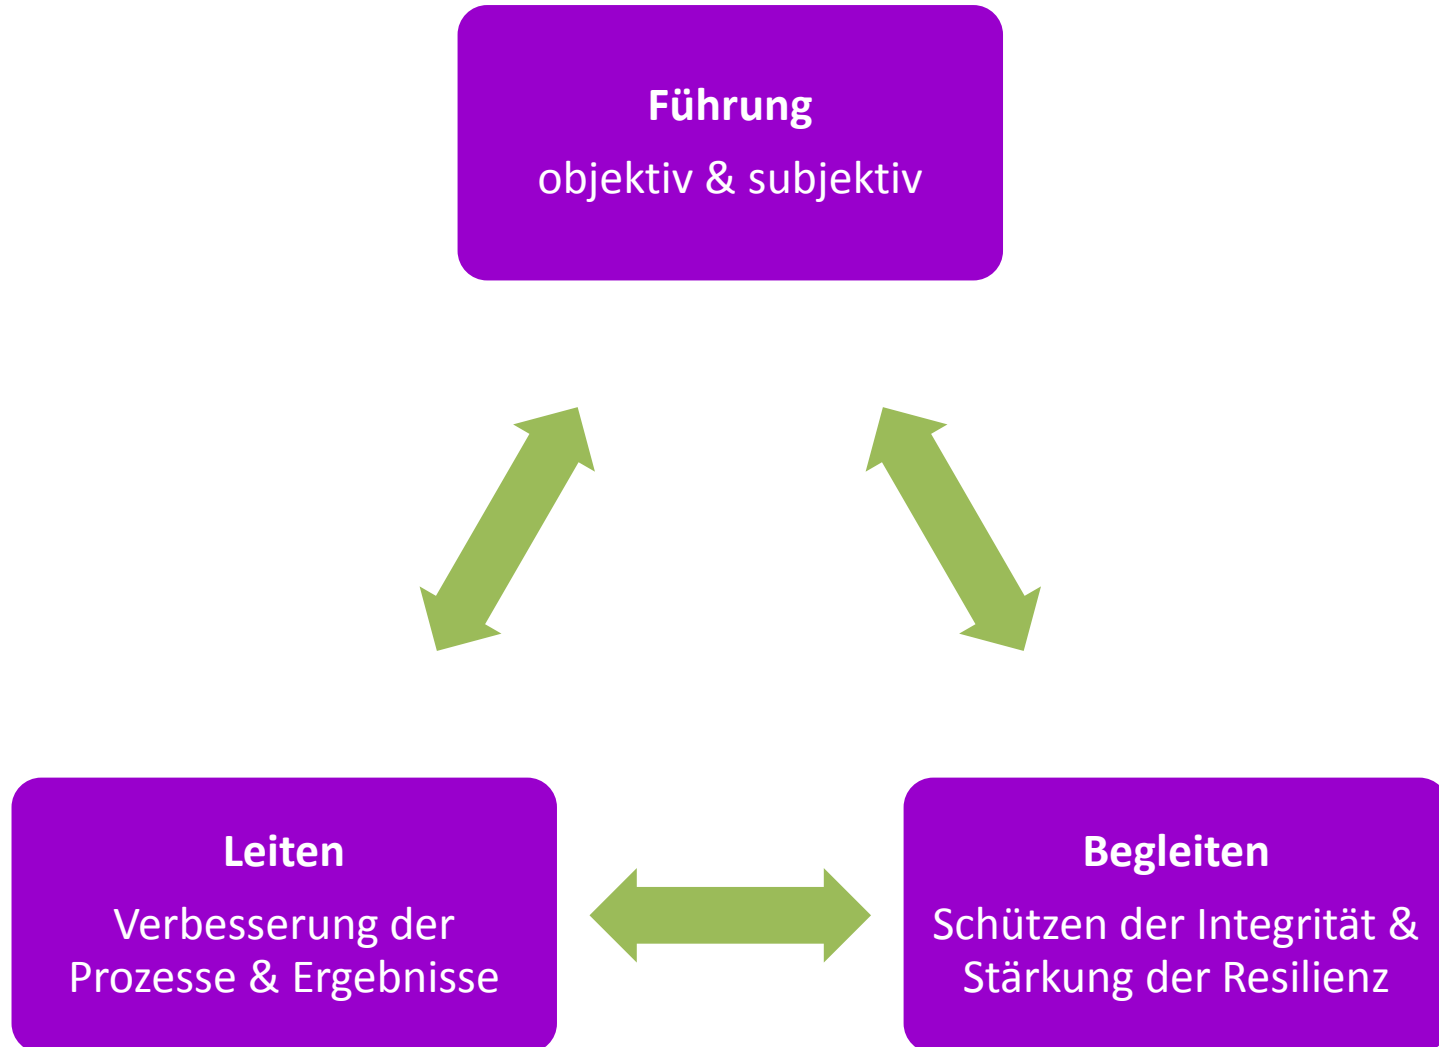 Führung
objektiv & subjektiv
Leiten
Verbesserung der
Prozesse & Ergebnisse
Begleiten
Schützen der Integrität &
Stärkung der Resilienz